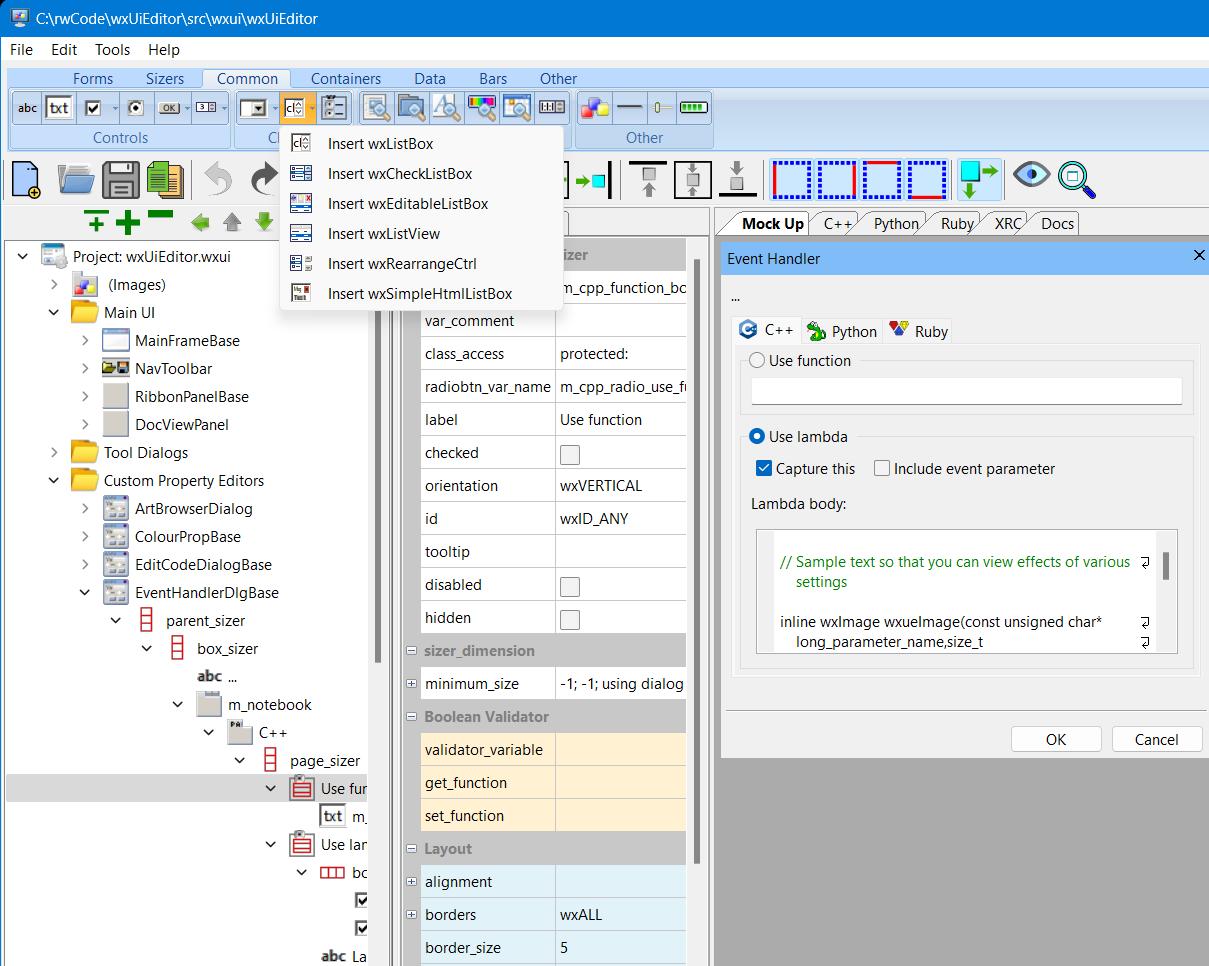 C:\rwCode\wxUiEditor\src\wxui\wxUiEditor
File Edit Tools Help
Forms Sizers Common Containers Data Bars Other
abc txt OK 3
Controls
Other
Insert wxListBox
Insert wxCheckListBox
Insert wxEditableListBox
Insert wxListView
Insert wxRearrangeCtrl
Insert wxSimpleHtmlListBox
Project: wxUiEditor.wxui
(Images)
Main UI
MainFrameBase
NavToolbar
RibbonPanelBase
DocViewPanel
Tool Dialogs
Custom Property Editors
ArtBrowserDialog
ColourPropBase
EditCodeDialogBase
EventHandlerDlgBase
parent_sizer
box_sizer
abc ...
m_notebook
C++
page_sizer
Use fur
txt m_
Use lar
bc
abc La
izer
m_cpp_function_bo
var_comment
class_access protected:
radiobtn_var_name m_cpp_radio_use_fu
label Use function
checked
orientation wxVERTICAL
id wxID_ANY
tooltip
disabled
hidden
sizer_dimension
minimum_size -1; -1; using dialog
Boolean Validator
validator_variable
get_function
set_function
Layout
alignment
borders wxALL
border_size 5
Mock Up C++ Python Ruby XRC Docs
Event Handler
...
C++ Python Ruby
Use function
Use lambda
Capture this Include event parameter
Lambda body:
// Sample text so that you can view effects of various
settings
inline wxImage wxueImage(const unsigned char*
long_parameter_name,size_t
OK Cancel